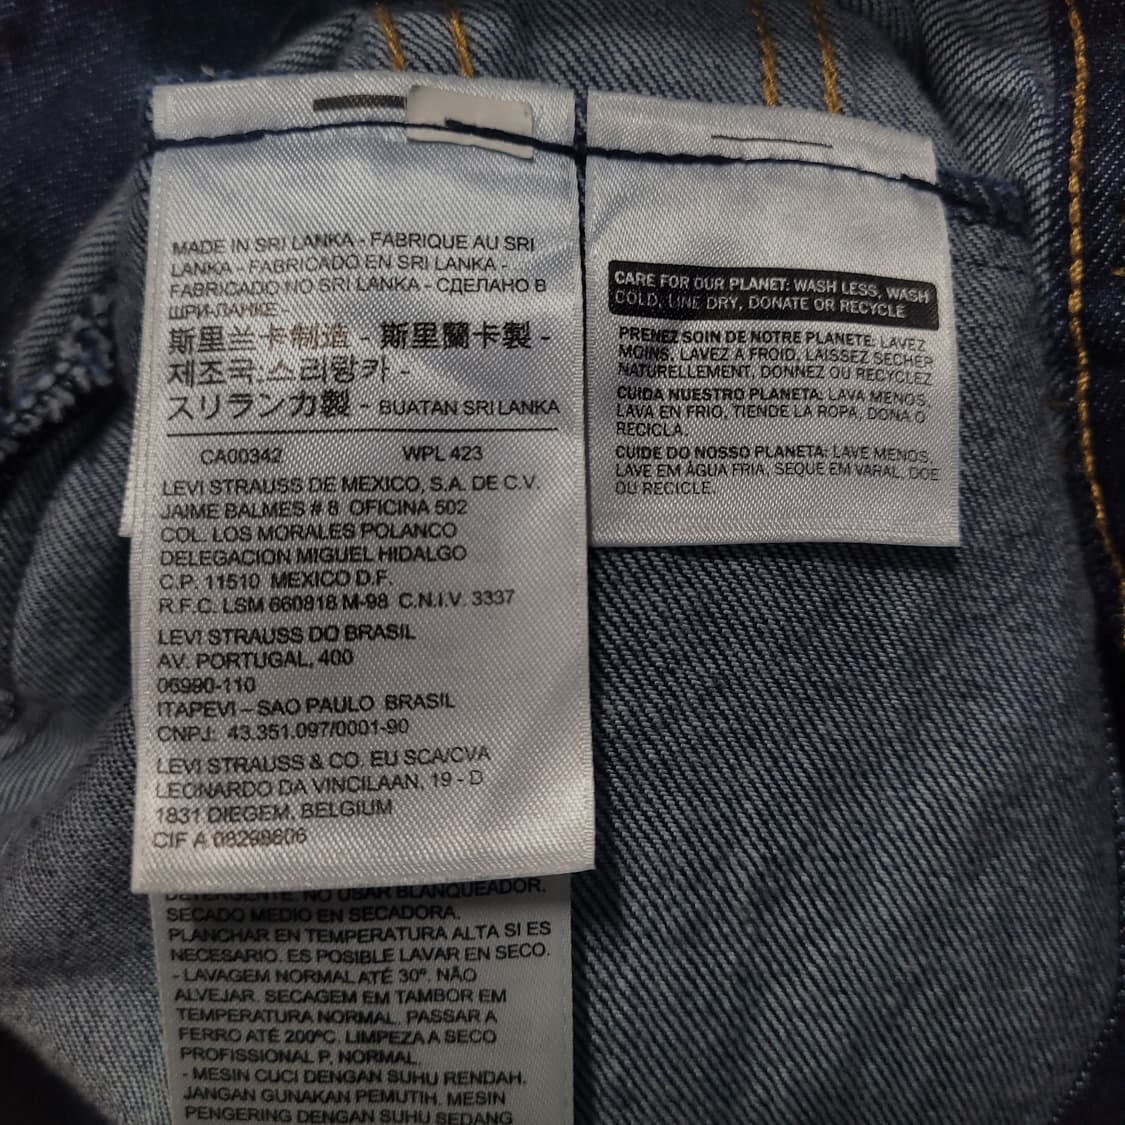 MADE IN SRI LANKA - FABRIQUE AU SRI
LANKA - FABRICADO EN SRI LANKA -
FABRICADO NO SRI LANKA - СДЕЛАНО В
ШРИ-ЛАНКЕ -
斯里兰卡制造 - 斯里蘭卡製 -
제조국.스리랑카 -
スリランカ製 - BUATAN SRI LANKA
CA00342 WPL 423
LEVI STRAUSS DE MEXICO, S.A. DE C.V.
JAIME BALMES # 8 OFICINA 502
COL. LOS MORALES POLANCO
DELEGACION MIGUEL HIDALGO
C.P. 11510 MEXICO D.F.
R.F.C. LSM 660818 M-98 C.N.I.V. 3337
LEVI STRAUSS DO BRASIL
AV. PORTUGAL, 400
06990-110
ITAPEVI – SAO PAULO BRASIL
CNPJ: 43.351.097/0001-90
LEVI STRAUSS & CO. EU SCA/CVA
LEONARDO DA VINCILAAN, 19 - D
1831 DIEGEM, BELGIUM
CIF A 08298606
DETERGENTE. NO USAR BLANQUEADOR.
SECADO MEDIO EN SECADORA.
PLANCHAR EN TEMPERATURA ALTA SI ES
NECESARIO. ES POSIBLE LAVAR EN SECO.
- LAVAGEM NORMAL ATÉ 30º. NÃO
ALVEJAR. SECAGEM EM TAMBOR EM
TEMPERATURA NORMAL. PASSAR A
FERRO ATÉ 200ºC. LIMPEZA A SECO
PROFISSIONAL P, NORMAL.
- MESIN CUCI DENGAN SUHU RENDAH.
JANGAN GUNAKAN PEMUTIH. MESIN
PENGERING DENGAN SUHU SEDANG
CARE FOR OUR PLANET: WASH LESS, WASH
COLD, LINE DRY, DONATE OR RECYCLE
PRENEZ SOIN DE NOTRE PLANETE: LAVEZ
MOINS, LAVEZ A FROID, LAISSEZ SECHER
NATURELLEMENT, DONNEZ OU RECYCLEZ
CUIDA NUESTRO PLANETA: LAVA MENOS,
LAVA EN FRIO, TIENDE LA ROPA, DONA O
RECICLA.
CUIDE DO NOSSO PLANETA: LAVE MENOS,
LAVE EM ÁGUA FRIA, SEQUE EM VARAL, DOE
OU RECICLE.